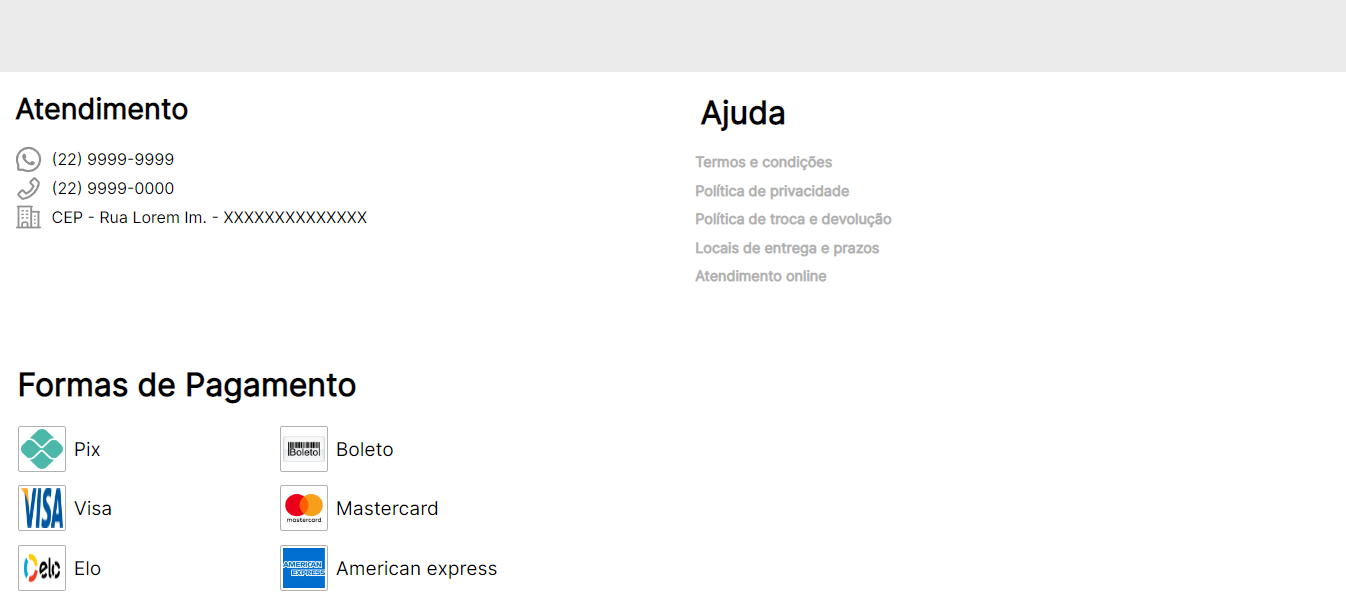 Atendimento
(22) 9999-9999
(22) 9999-0000
CEP - Rua Lorem Im. - XXXXXXXXXXXXXX
Ajuda
Termos e condições
Política de privacidade
Política de troca e devolução
Locais de entrega e prazos
Atendimento online
Formas de Pagamento
Pix
Boleto
Boleto
VISA
Visa
mastercard
Mastercard
elo
Elo
AMERICAN
EXPRESS
American express